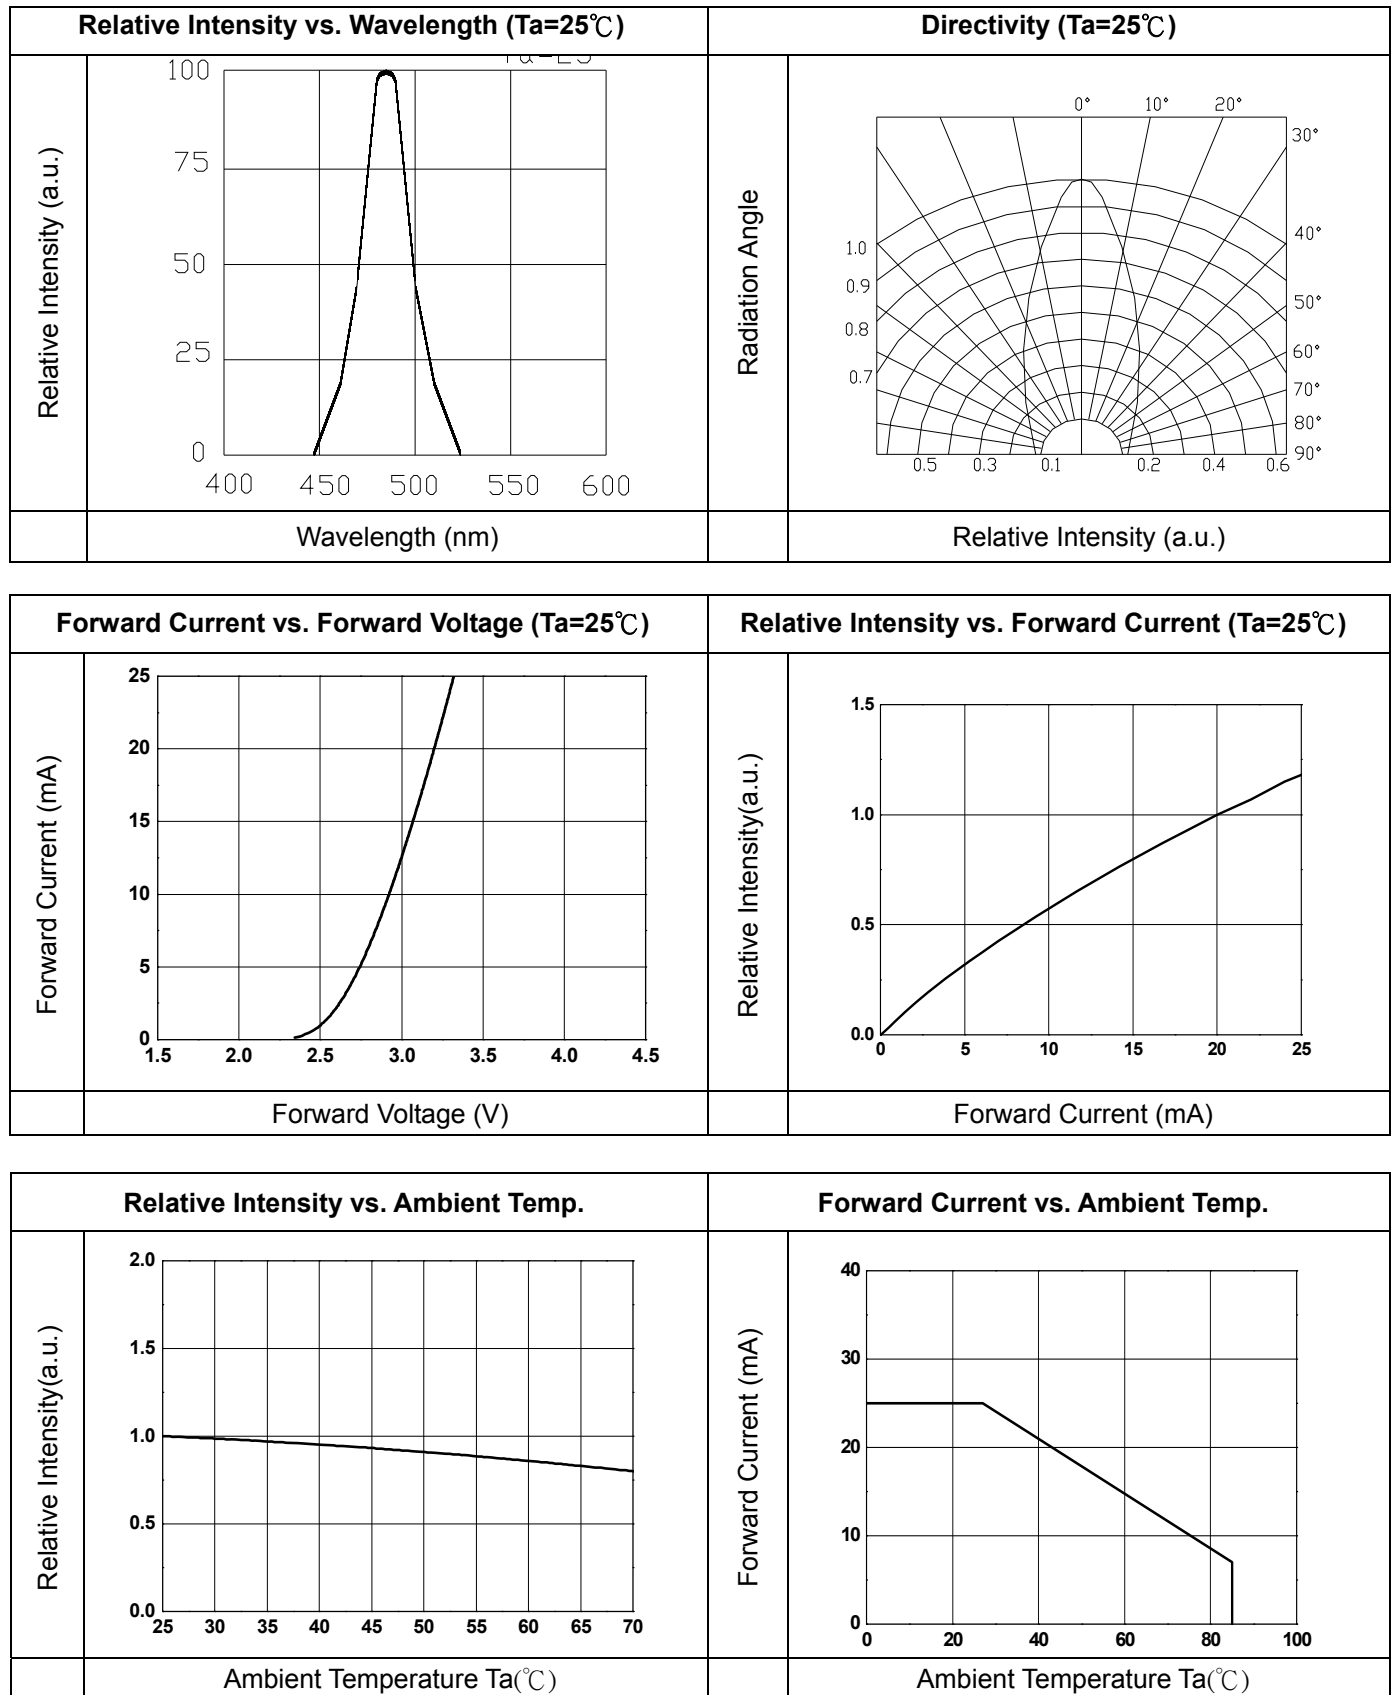 Relative Intensity vs. Wavelength (Ta=25℃)
Directivity (Ta=25℃)
Relative Intensity (a.u.)
100
75
50
25
0
400 450 500 550 600
Wavelength (nm)
Radiation Angle
0° 10° 20°
30°
40°
50°
60°
70°
80°
90°
1.0
0.9
0.8
0.7
0.5 0.3 0.1 0.2 0.4 0.6
Relative Intensity (a.u.)
Forward Current vs. Forward Voltage (Ta=25℃)
Relative Intensity vs. Forward Current (Ta=25℃)
Forward Current (mA)
25
20
15
10
5
0
1.5 2.0 2.5 3.0 3.5 4.0 4.5
Forward Voltage (V)
Relative Intensity(a.u.)
1.5
1.0
0.5
0.0
0 5 10 15 20 25
Forward Current (mA)
Relative Intensity vs. Ambient Temp.
Forward Current vs. Ambient Temp.
Relative Intensity(a.u.)
2.0
1.5
1.0
0.5
0.0
25 30 35 40 45 50 55 60 65 70
Ambient Temperature Ta(℃)
Forward Current (mA)
40
30
20
10
0
0 20 40 60 80 100
Ambient Temperature Ta(℃)